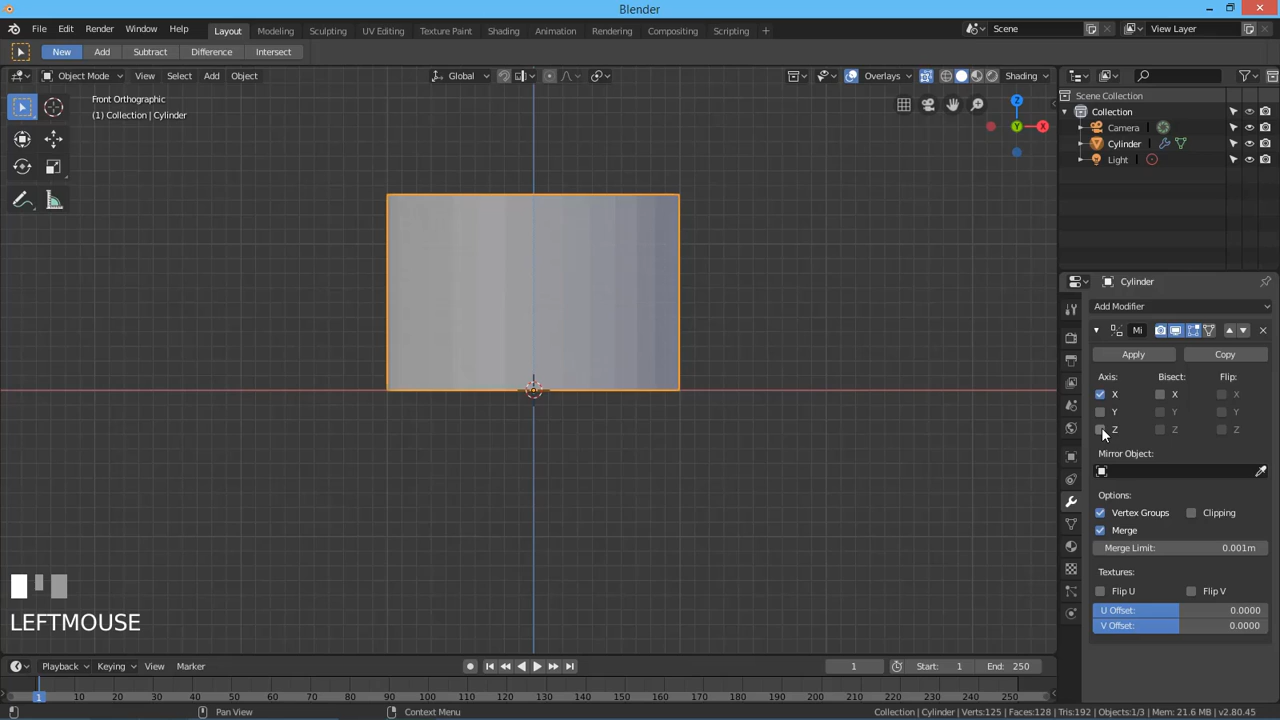 Blender
File Edit Render Window Help Layout Modeling Sculpting UV Editing Texture Paint Shading Animation Rendering Compositing Scripting Scene View Layer
New Add Subtract Difference Intersect
Object Mode View Select Add Object Global Overlays Shading
Front Orthographic
(1) Collection | Cylinder
Z
Y
X
Scene Collection
Collection
Camera
Cylinder
Light
Cylinder
Add Modifier
Mi
Apply Copy
Axis: Bisect: Flip:
X X X
Y Y Y
Z Z Z
Mirror Object:
Options:
Vertex Groups Clipping
Merge
Merge Limit: 0.001m
Textures:
Flip U Flip V
U Offset: 0.0000
V Offset: 0.0000
LEFTMOUSE
Playback Keying View Marker 1 Start: 1 End: 250
1 10 20 30 40 50 60 70 80 90 100 110 120 130 140 150 160 170 180 190 200 210 220 230 240 250
Pan View Context Menu Collection | Cylinder | Verts:125 | Faces:128 | Tris:192 | Objects:1/3 | Mem: 21.6 MB | v2.80.45